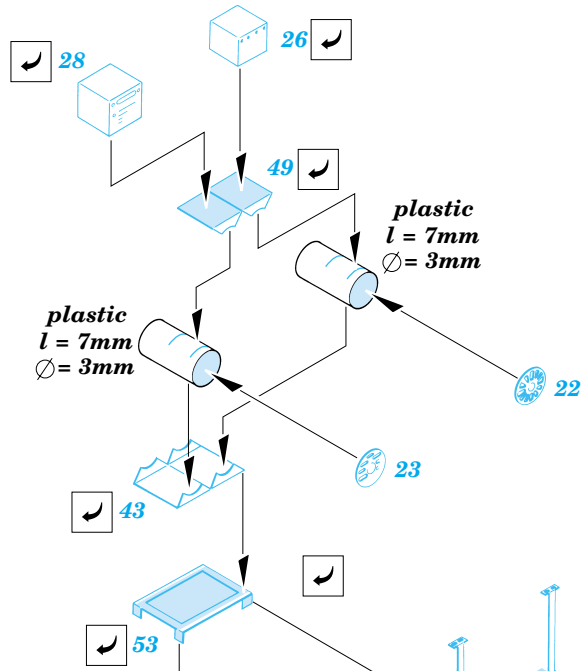 28
26
49
plastic
l = 7mm
∅= 3mm
plastic
l = 7mm
∅= 3mm
22
23
43
53